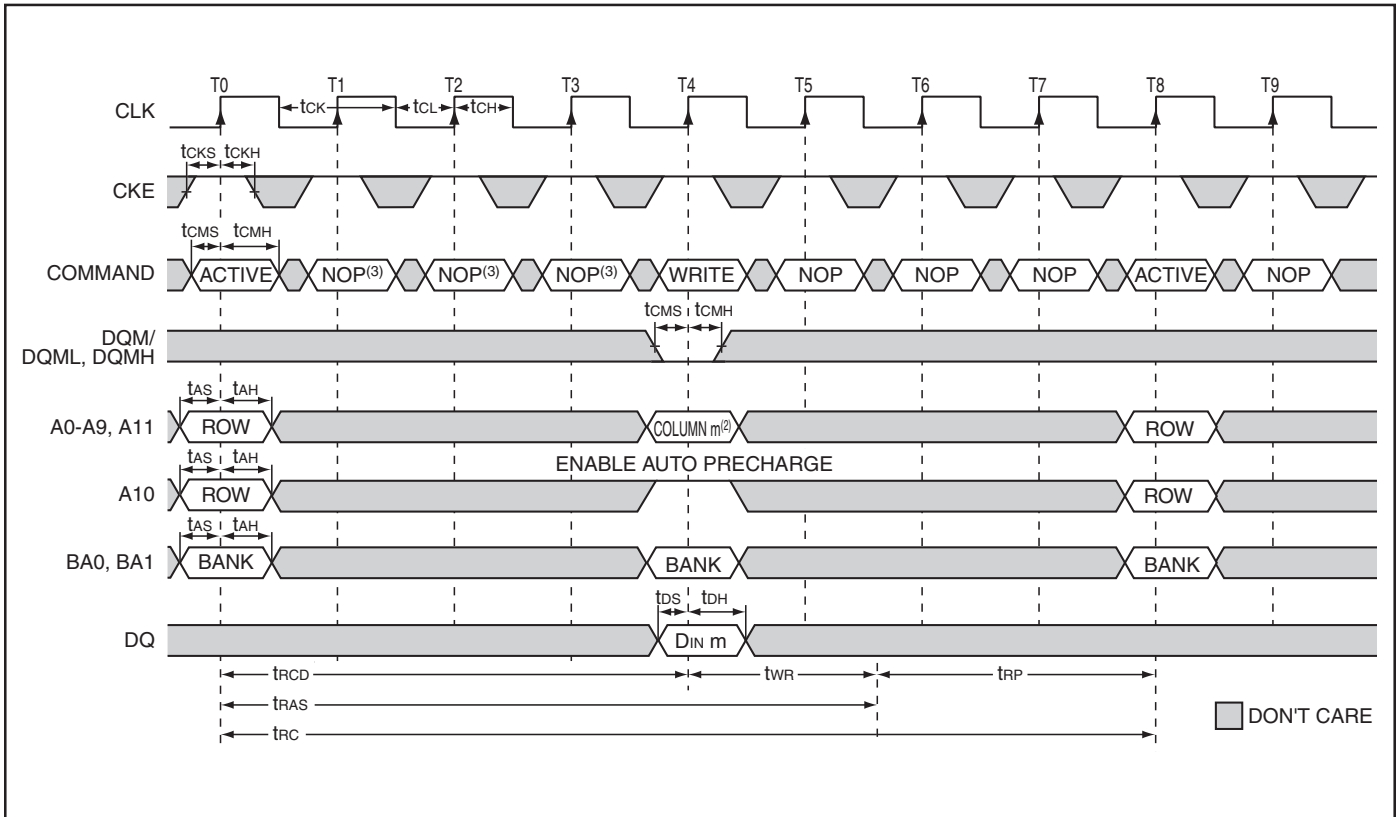 T0 T1 T2 T3 T4 T5 T6 T7 T8 T9
CLK
tCK tCL tCH
tCKS tCKH
CKE
tCMS tCMH
COMMAND ACTIVE NOP(3) NOP(3) NOP(3) WRITE NOP NOP NOP ACTIVE NOP
tCMS tCMH
DQM/
DQML, DQMH
tAS tAH
A0-A9, A11 ROW COLUMN m(2) ROW
ENABLE AUTO PRECHARGE
tAS tAH
A10 ROW ROW
tAS tAH
BA0, BA1 BANK BANK BANK
tDS tDH
DQ DIN m
tRCD tWR tRP
tRAS
tRC
DON'T CARE